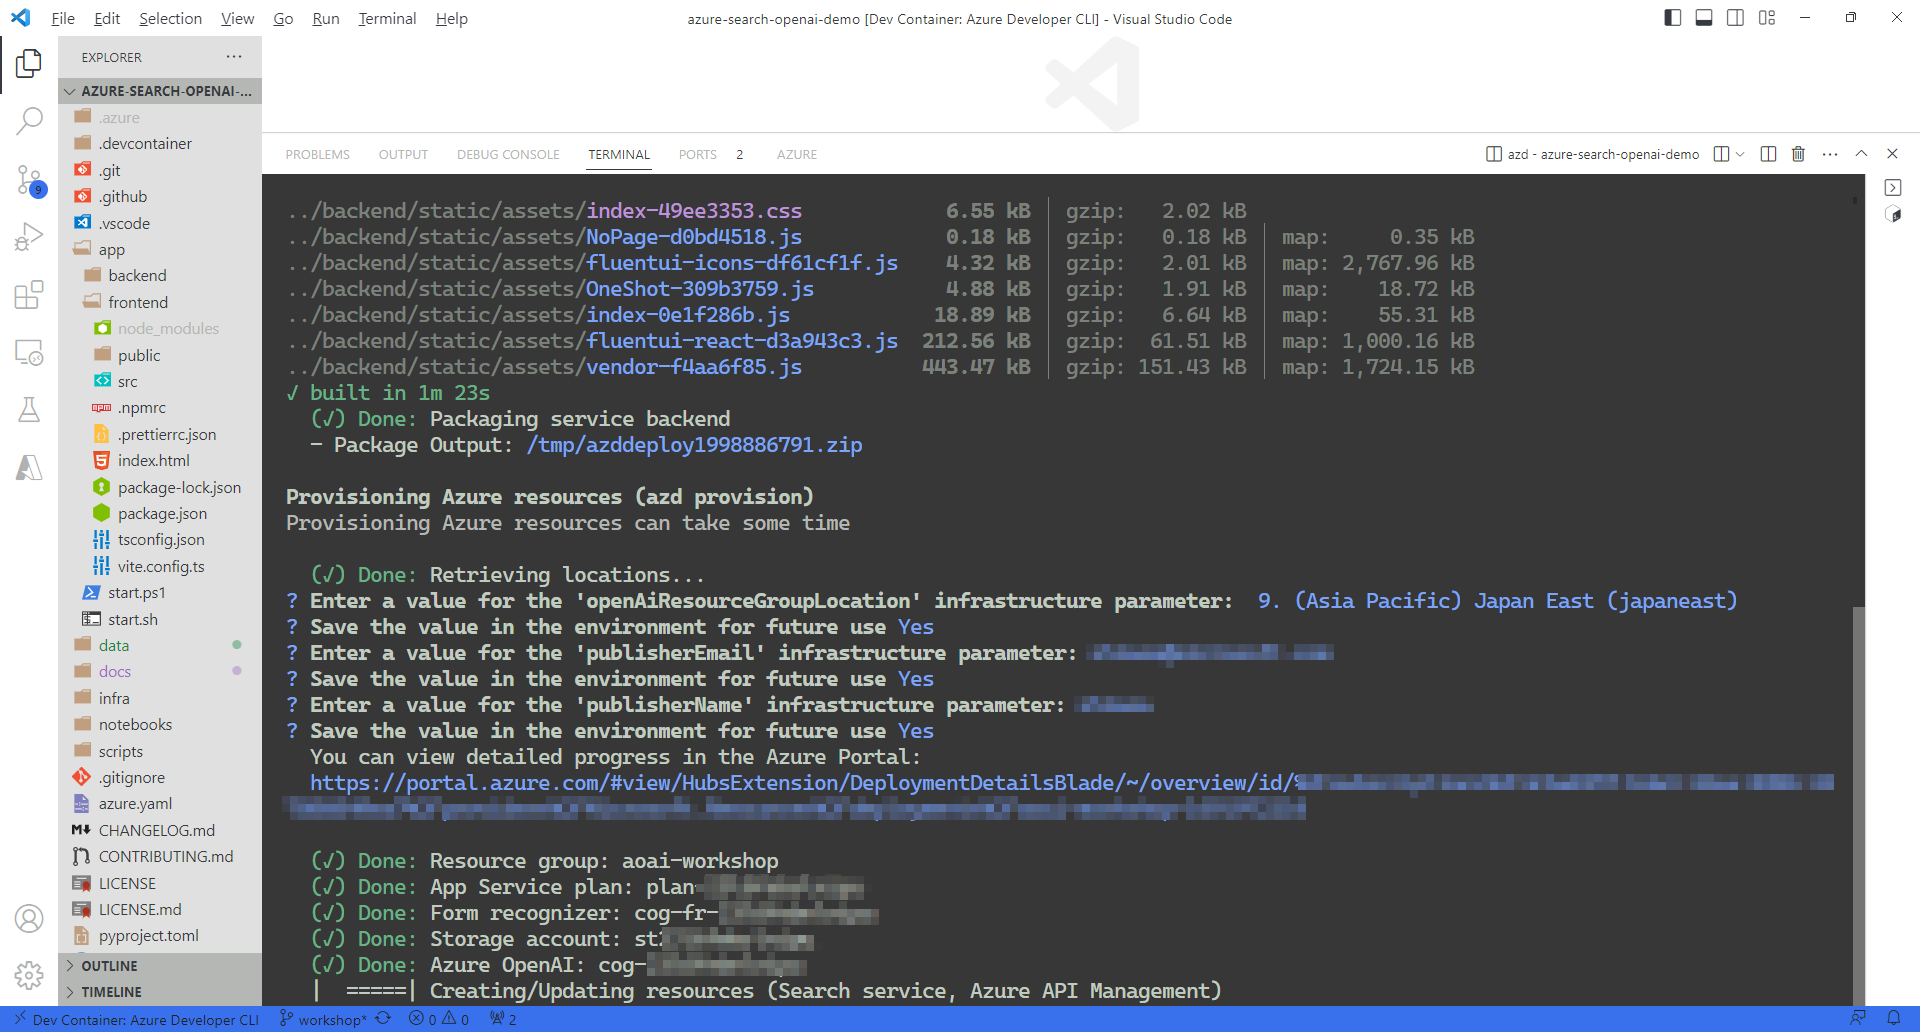 File Edit Selection View Go Run Terminal Help
azure-search-openai-demo [Dev Container: Azure Developer CLI] - Visual Studio Code
EXPLORER
AZURE-SEARCH-OPENAI-...
.azure
.devcontainer
.git
.github
.vscode
app
backend
frontend
node_modules
public
src
.npmrc
.prettierrc.json
index.html
package-lock.json
package.json
tsconfig.json
vite.config.ts
start.ps1
start.sh
data
docs
infra
notebooks
scripts
.gitignore
azure.yaml
CHANGELOG.md
CONTRIBUTING.md
LICENSE
LICENSE.md
pyproject.toml
OUTLINE
TIMELINE
9
PROBLEMS OUTPUT DEBUG CONSOLE TERMINAL PORTS 2 AZURE
azd - azure-search-openai-demo
../backend/static/assets/index-49ee3353.css 6.55 kB │ gzip: 2.02 kB
../backend/static/assets/NoPage-d0bd4518.js 0.18 kB │ gzip: 0.18 kB │ map: 0.35 kB
../backend/static/assets/fluentui-icons-df61cf1f.js 4.32 kB │ gzip: 2.01 kB │ map: 2,767.96 kB
../backend/static/assets/OneShot-309b3759.js 4.88 kB │ gzip: 1.91 kB │ map: 18.72 kB
../backend/static/assets/index-0e1f286b.js 18.89 kB │ gzip: 6.64 kB │ map: 55.31 kB
../backend/static/assets/fluentui-react-d3a943c3.js 212.56 kB │ gzip: 61.51 kB │ map: 1,000.16 kB
../backend/static/assets/vendor-f4aa6f85.js 443.47 kB │ gzip: 151.43 kB │ map: 1,724.15 kB
✓ built in 1m 23s
(✓) Done: Packaging service backend
- Package Output: /tmp/azddeploy1998886791.zip
Provisioning Azure resources (azd provision)
Provisioning Azure resources can take some time
(✓) Done: Retrieving locations...
? Enter a value for the 'openAiResourceGroupLocation' infrastructure parameter: 9. (Asia Pacific) Japan East (japaneast)
? Save the value in the environment for future use Yes
? Enter a value for the 'publisherEmail' infrastructure parameter:
? Save the value in the environment for future use Yes
? Enter a value for the 'publisherName' infrastructure parameter:
? Save the value in the environment for future use Yes
You can view detailed progress in the Azure Portal:
https://portal.azure.com/#view/HubsExtension/DeploymentDetailsBlade/~/overview/id/
(✓) Done: Resource group: aoai-workshop
(✓) Done: App Service plan: plan-
(✓) Done: Form recognizer: cog-fr-
(✓) Done: Storage account: st
(✓) Done: Azure OpenAI: cog-
| =====| Creating/Updating resources (Search service, Azure API Management)
Dev Container: Azure Developer CLI workshop* 0 0 2